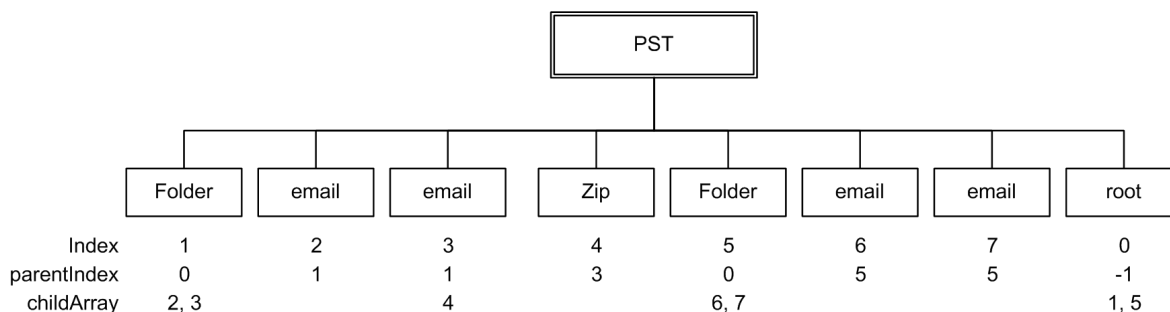 PST
Folder email email Zip Folder email email root
Index 1 2 3 4 5 6 7 0
parentIndex 0 1 1 3 0 5 5 -1
childArray 2, 3 4 6, 7 1, 5